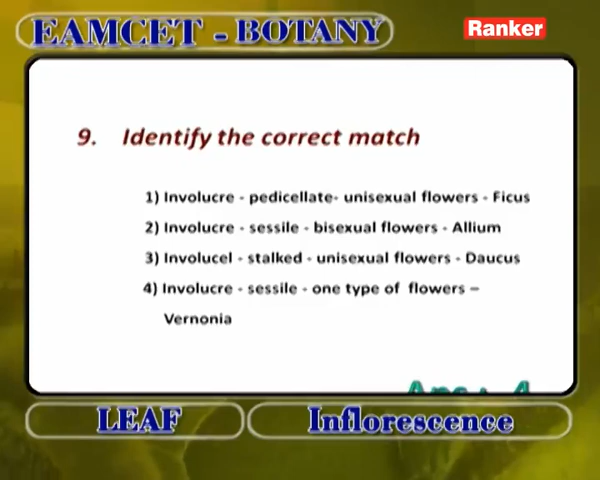 EAMCET - BOTANY
Ranker
9. Identify the correct match
1) Involucre - pedicellate- unisexual flowers - Ficus
2) Involucre - sessile - bisexual flowers - Allium
3) Involucel - stalked - unisexual flowers - Daucus
4) Involucre - sessile - one type of flowers –
Vernonia
LEAF
Inflorescence